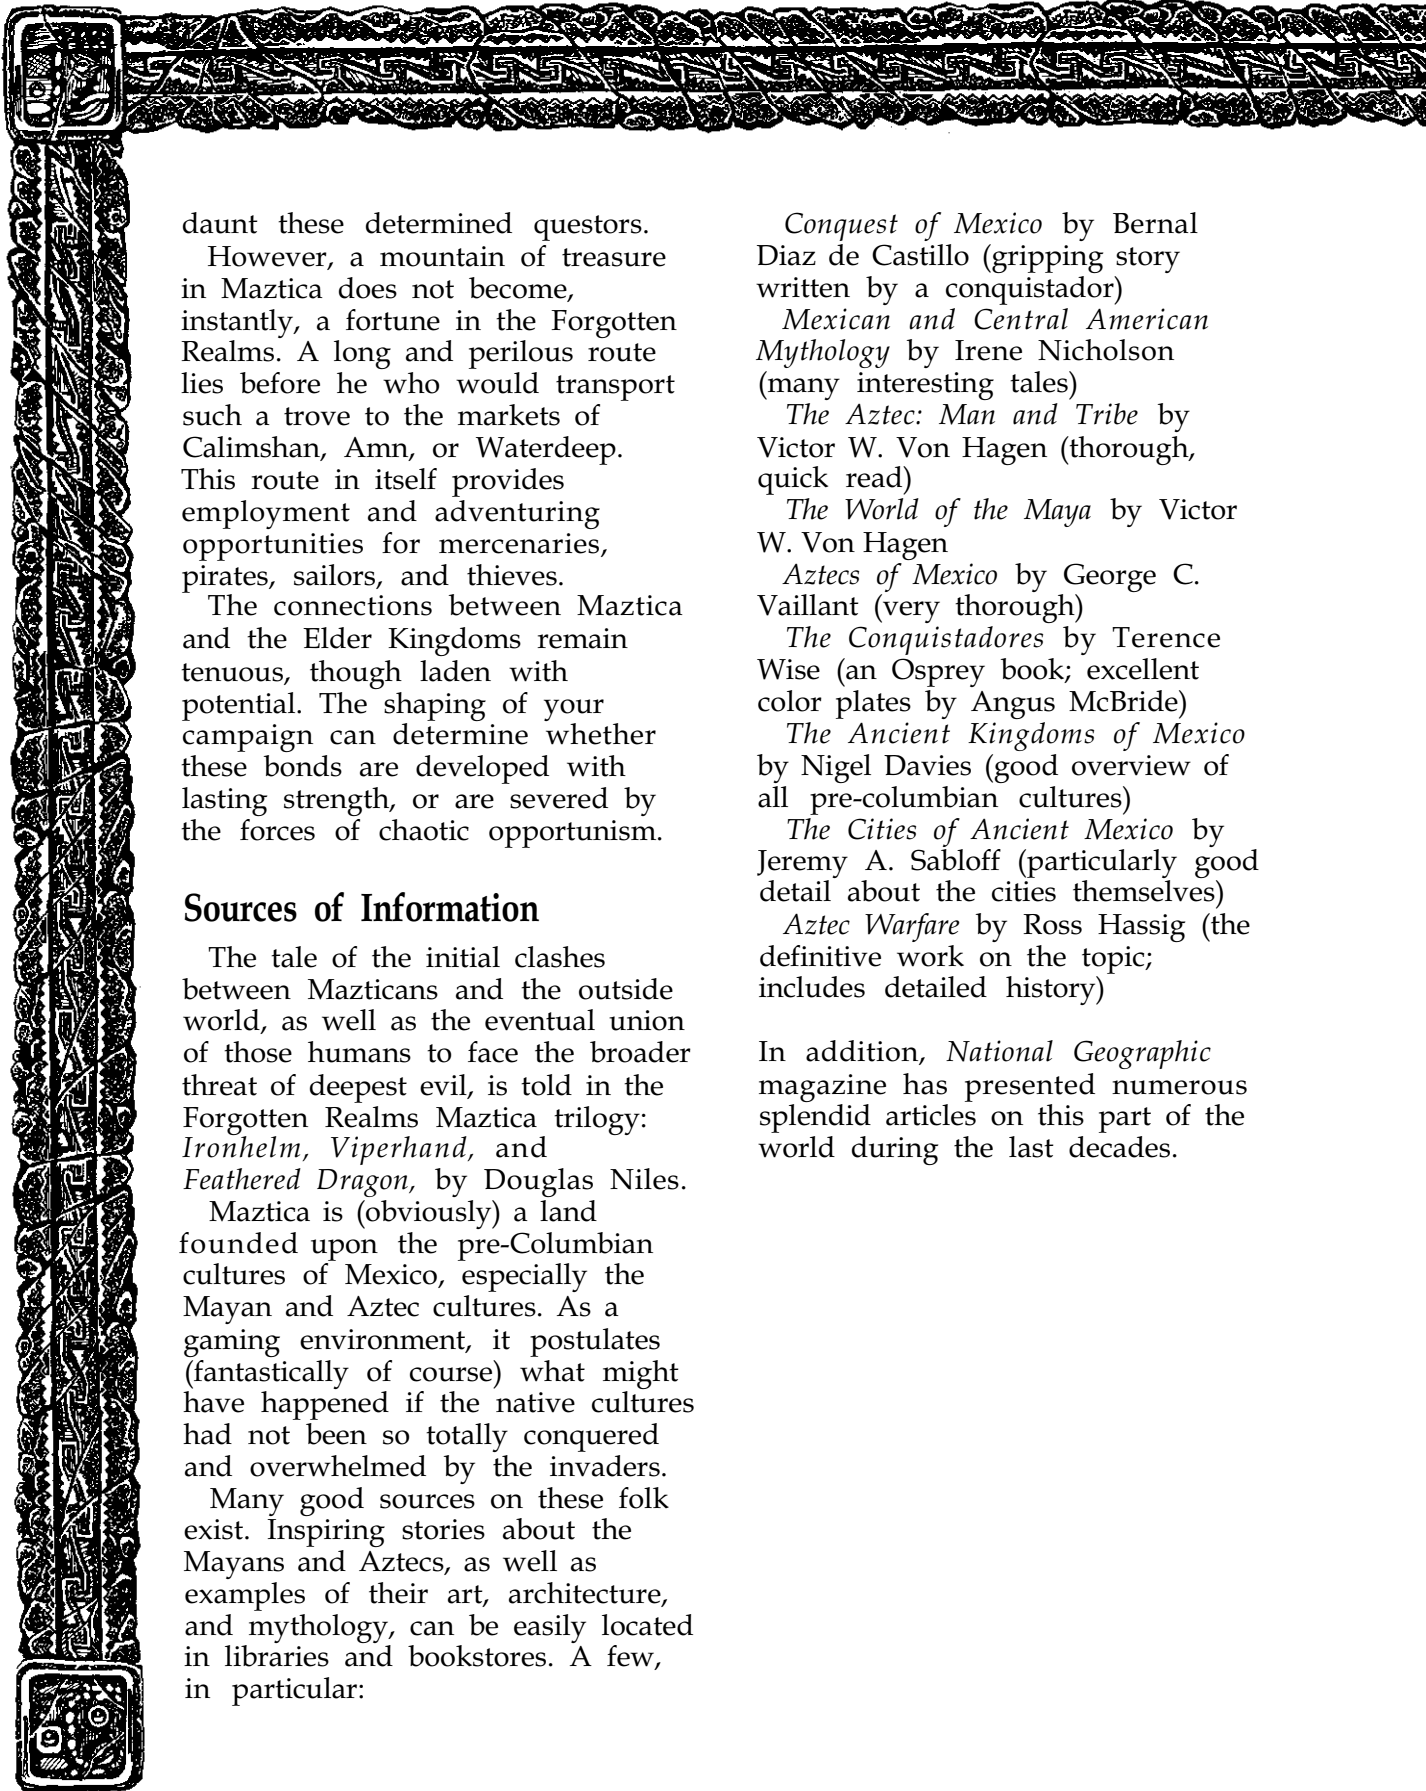 daunt these determined questors.
However, a mountain of treasure
in Maztica does not become,
instantly, a fortune in the Forgotten
Realms. A long and perilous route
lies before he who would transport
such a trove to the markets of
Calimshan, Amn, or Waterdeep.
This route in itself provides
employment and adventuring
opportunities for mercenaries,
pirates, sailors, and thieves.
The connections between Maztica
and the Elder Kingdoms remain
tenuous, though laden with
potential. The shaping of your
campaign can determine whether
these bonds are developed with
lasting strength, or are severed by
the forces of chaotic opportunism.
Sources of Information
The tale of the initial clashes
between Mazticans and the outside
world, as well as the eventual union
of those humans to face the broader
threat of deepest evil, is told in the
Forgotten Realms Maztica trilogy:
Ironhelm, Viperhand, and
Feathered Dragon, by Douglas Niles.
Maztica is (obviously) a land
founded upon the pre-Columbian
cultures of Mexico, especially the
Mayan and Aztec cultures. As a
gaming environment, it postulates
(fantastically of course) what might
have happened if the native cultures
had not been so totally conquered
and overwhelmed by the invaders.
Many good sources on these folk
exist. Inspiring stories about the
Mayans and Aztecs, as well as
examples of their art, architecture,
and mythology, can be easily located
in libraries and bookstores. A few,
in particular:
Conquest of Mexico by Bernal
Diaz de Castillo (gripping story
written by a conquistador)
Mexican and Central American
Mythology by Irene Nicholson
(many interesting tales)
The Aztec: Man and Tribe by
Victor W. Von Hagen (thorough,
quick read)
The World of the Maya by Victor
W. Von Hagen
Aztecs of Mexico by George C.
Vaillant (very thorough)
The Conquistadores by Terence
Wise (an Osprey book; excellent
color plates by Angus McBride)
The Ancient Kingdoms of Mexico
by Nigel Davies (good overview of
all pre-columbian cultures)
The Cities of Ancient Mexico by
Jeremy A. Sabloff (particularly good
detail about the cities themselves)
Aztec Warfare by Ross Hassig (the
definitive work on the topic;
includes detailed history)
In addition, National Geographic
magazine has presented numerous
splendid articles on this part of the
world during the last decades.